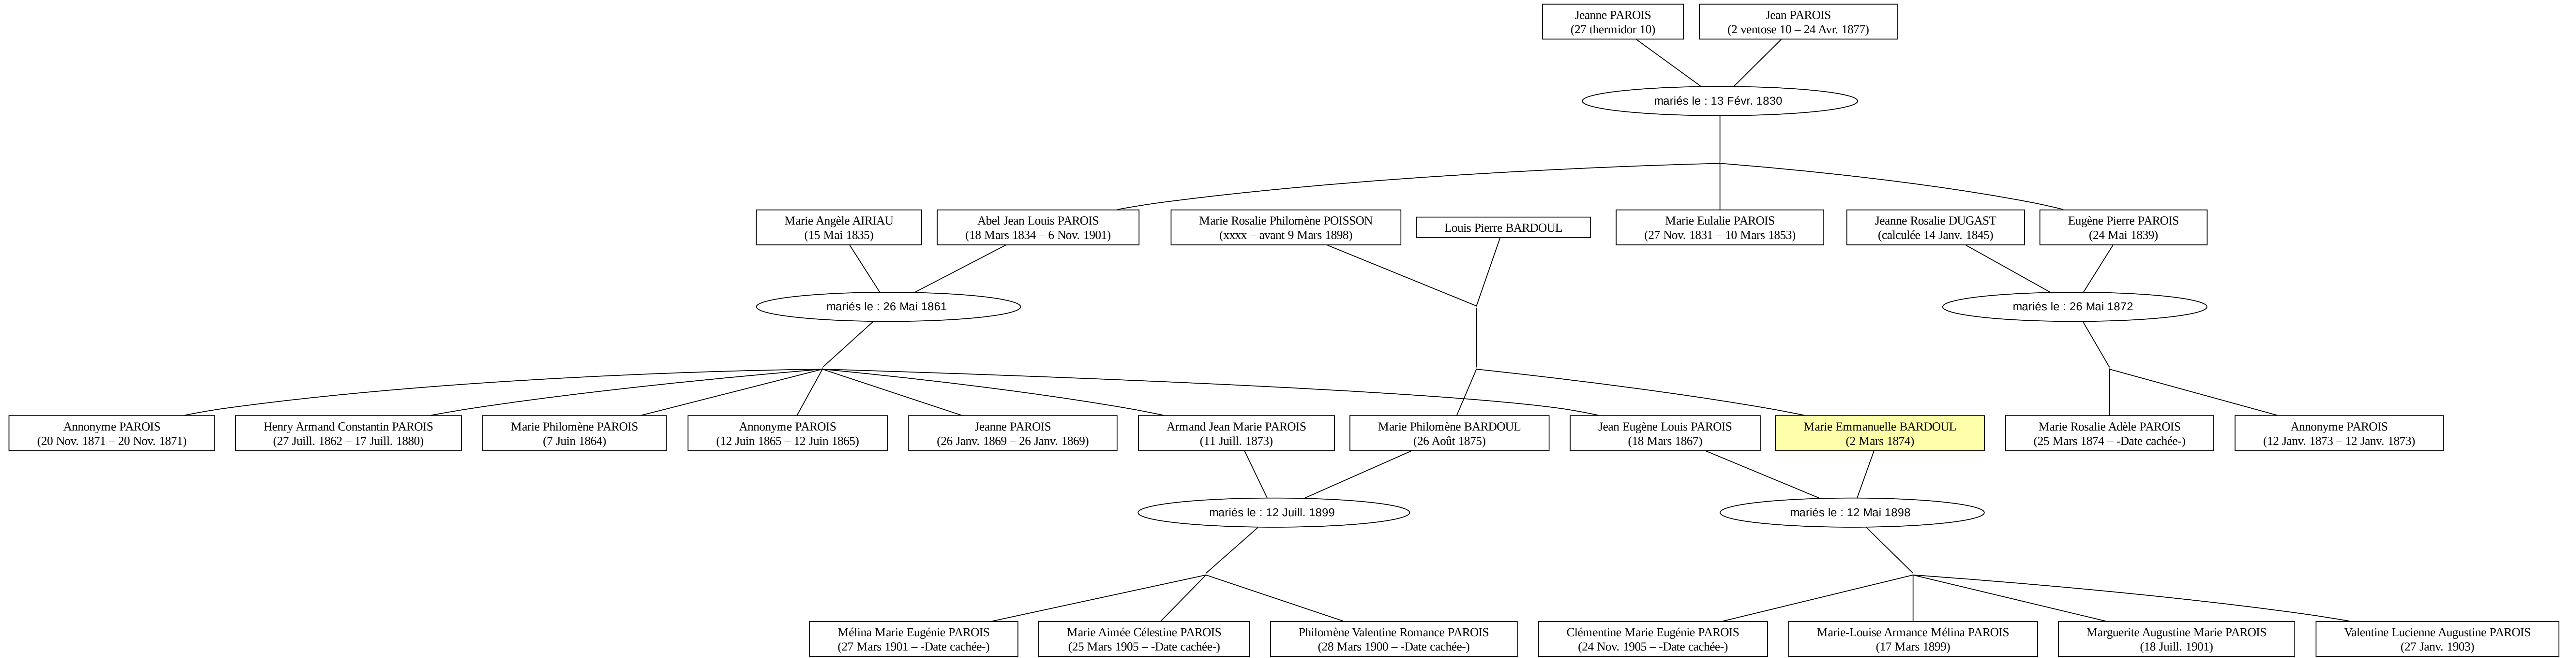 Jeanne PAROIS
(27 thermidor 10)
Jean PAROIS
(2 ventose 10 – 24 Avr. 1877)
mariés le : 13 Févr. 1830
Marie Angèle AIRIAU
(15 Mai 1835)
Abel Jean Louis PAROIS
(18 Mars 1834 – 6 Nov. 1901)
Marie Rosalie Philomène POISSON
(xxxx – avant 9 Mars 1898)
Louis Pierre BARDOUL
Marie Eulalie PAROIS
(27 Nov. 1831 – 10 Mars 1853)
Jeanne Rosalie DUGAST
(calculée 14 Janv. 1845)
Eugène Pierre PAROIS
(24 Mai 1839)
mariés le : 26 Mai 1861
mariés le : 26 Mai 1872
Annonyme PAROIS
(20 Nov. 1871 – 20 Nov. 1871)
Henry Armand Constantin PAROIS
(27 Juill. 1862 – 17 Juill. 1880)
Marie Philomène PAROIS
(7 Juin 1864)
Annonyme PAROIS
(12 Juin 1865 – 12 Juin 1865)
Jeanne PAROIS
(26 Janv. 1869 – 26 Janv. 1869)
Armand Jean Marie PAROIS
(11 Juill. 1873)
Marie Philomène BARDOUL
(26 Août 1875)
Jean Eugène Louis PAROIS
(18 Mars 1867)
Marie Emmanuelle BARDOUL
(2 Mars 1874)
Marie Rosalie Adèle PAROIS
(25 Mars 1874 – -Date cachée-)
Annonyme PAROIS
(12 Janv. 1873 – 12 Janv. 1873)
mariés le : 12 Juill. 1899
mariés le : 12 Mai 1898
Mélina Marie Eugénie PAROIS
(27 Mars 1901 – -Date cachée-)
Marie Aimée Célestine PAROIS
(25 Mars 1905 – -Date cachée-)
Philomène Valentine Romance PAROIS
(28 Mars 1900 – -Date cachée-)
Clémentine Marie Eugénie PAROIS
(24 Nov. 1905 – -Date cachée-)
Marie-Louise Armance Mélina PAROIS
(17 Mars 1899)
Marguerite Augustine Marie PAROIS
(18 Juill. 1901)
Valentine Lucienne Augustine PAROIS
(27 Janv. 1903)